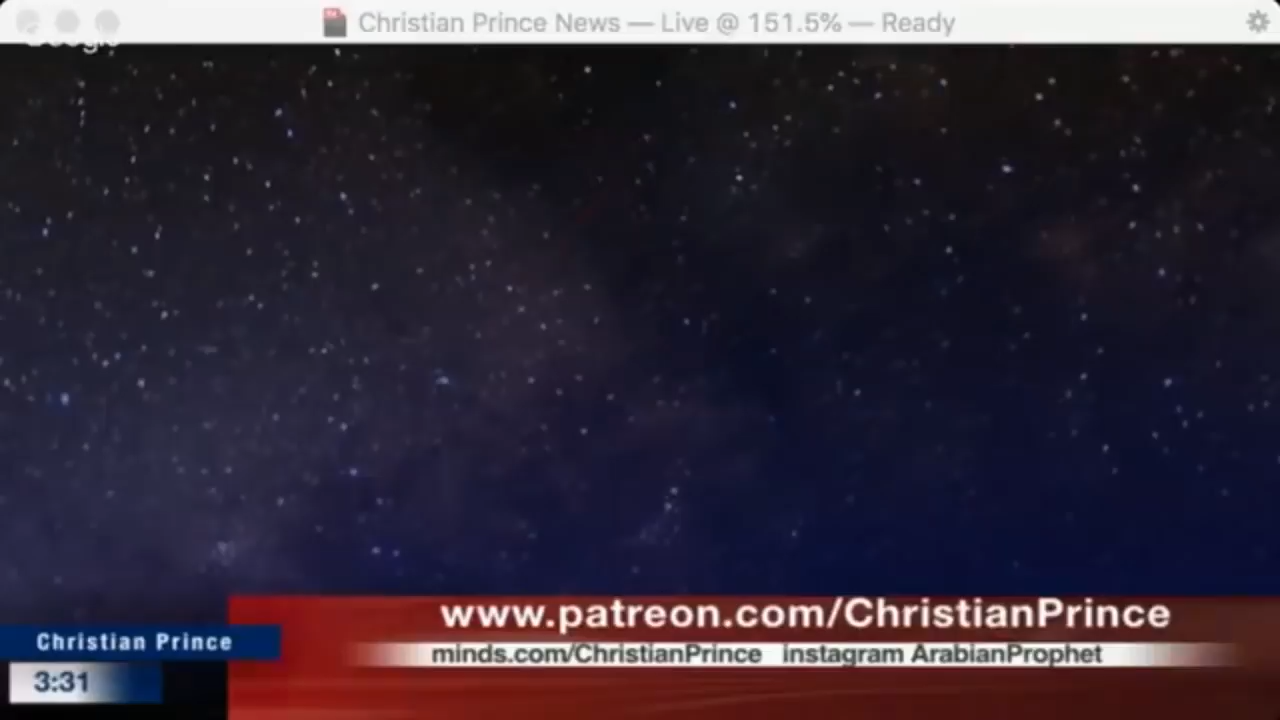 Christian Prince News — Live @ 151.5% — Ready
Google
www.patreon.com/ChristianPrince
Christian Prince
minds.com/ChristianPrince instagram ArabianProphet
3:31